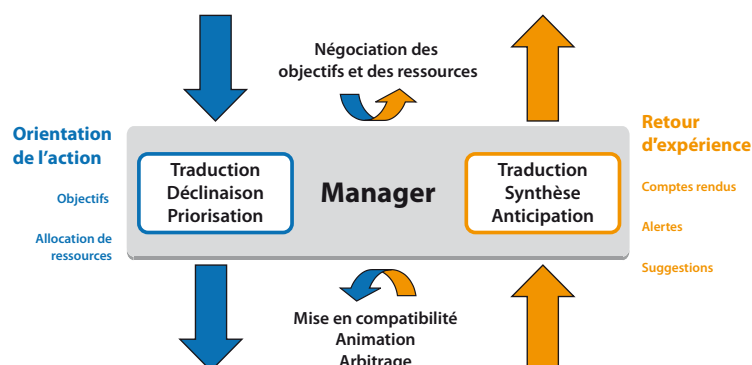 Négociation des
objectifs et des ressources
Orientation
de l'action
Objectifs
Allocation de
ressources
Traduction
Déclinaison
Priorisation
Manager
Traduction
Synthèse
Anticipation
Retour
d'expérience
Comptes rendus
Alertes
Suggestions
Mise en compatibilité
Animation
Arbitrage